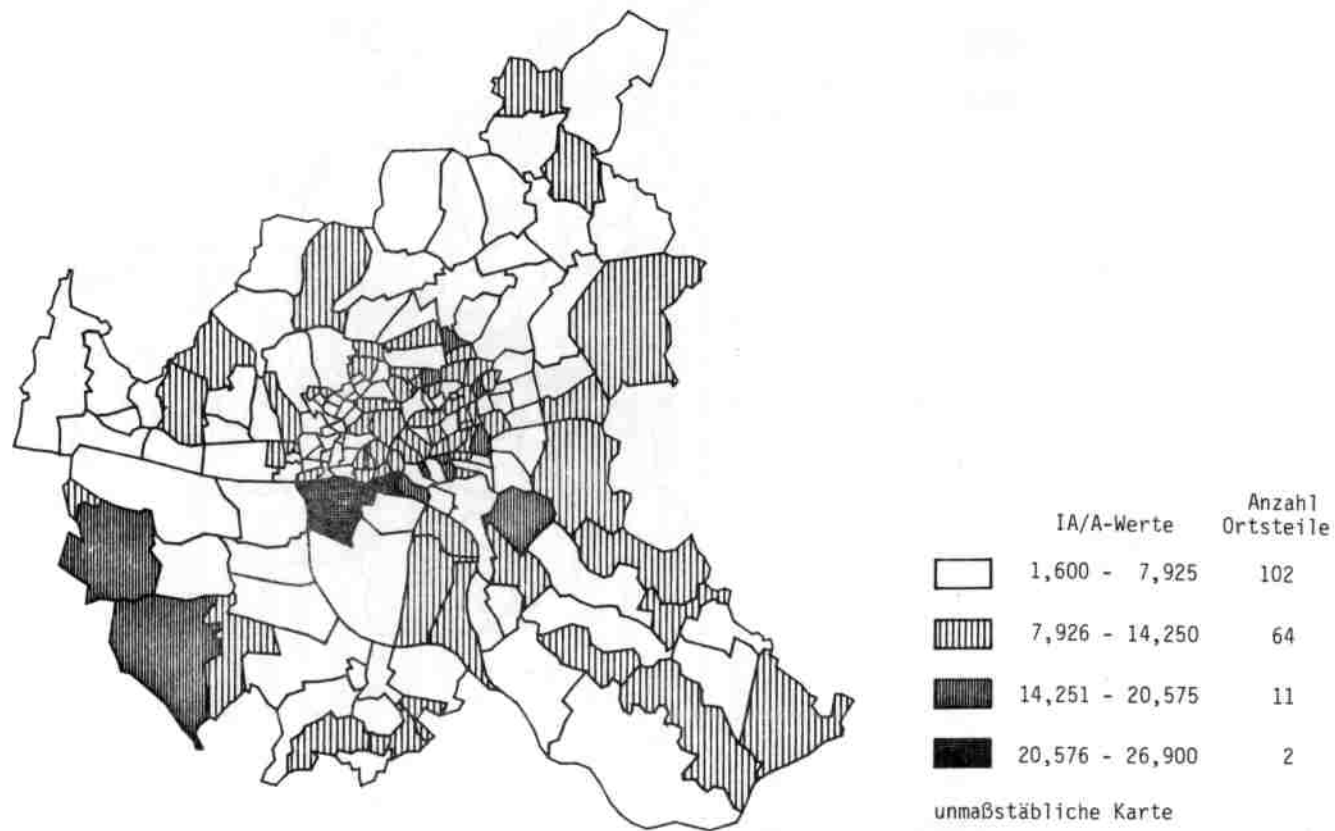 IA/A-Werte Anzahl Ortsteile
1,600 - 7,925 102
7,926 - 14,250 64
14,251 - 20,575 11
20,576 - 26,900 2
unmaßstäbliche Karte